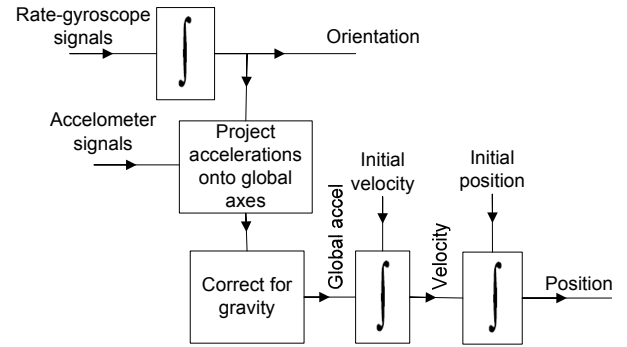 Rate-gyroscope
signals
Orientation
Accelometer
signals
Project
accelerations
onto global
axes
Initial
velocity
Initial
position
Global accel
Velocity
Correct for
gravity
Position